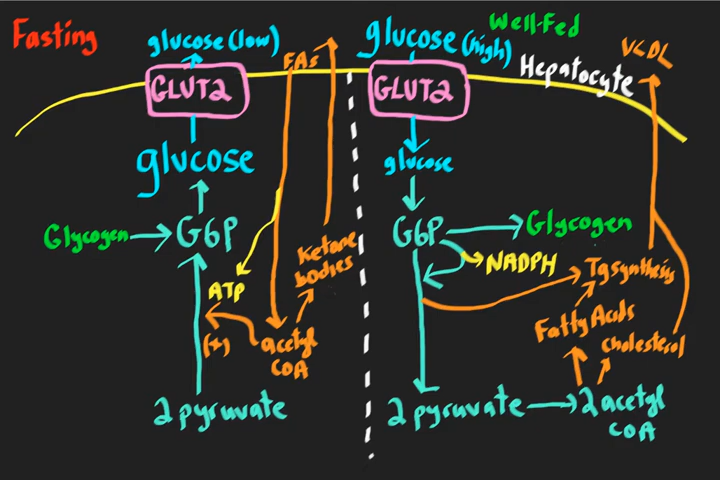 Fasting
glucose (low)
FAs
GLUT2
glucose
Glycogen
G6P
ATP
Ketone
bodies
(+)
acetyl
COA
2 pyruvate
Well-Fed
glucose (high)
VLDL
Hepatocyte
GLUT2
glucose
G6P
Glycogen
NADPH
Tg synthesis
Fatty Acids
cholesterol
2 pyruvate
2 acetyl
COA